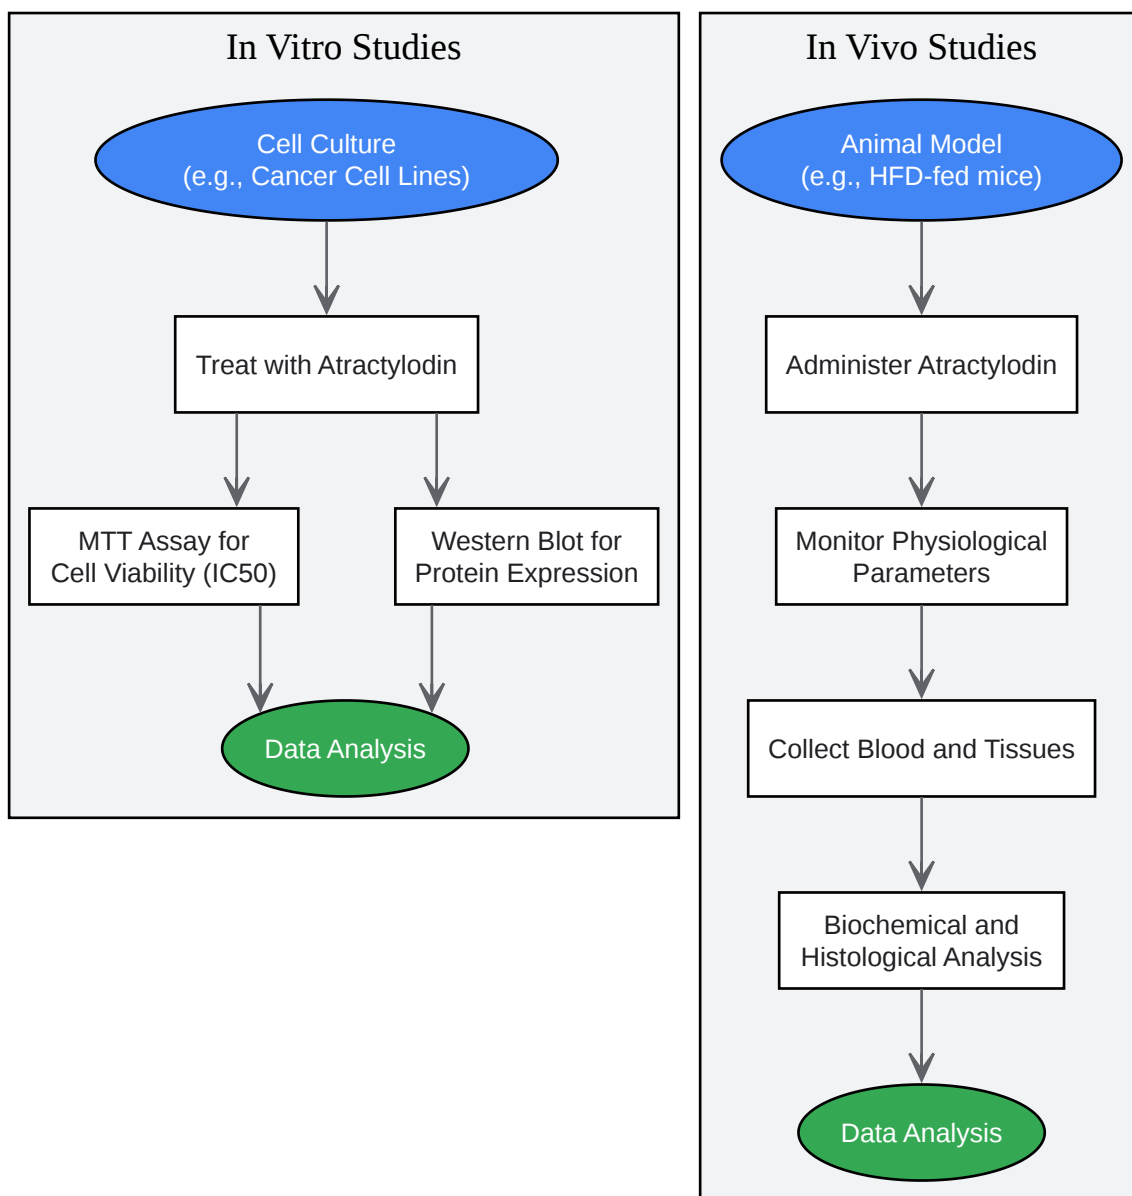 In Vitro Studies
Cell Culture
(e.g., Cancer Cell Lines)
Treat with Atractylodin
MTT Assay for
Cell Viability (IC50)
Western Blot for
Protein Expression
Data Analysis
In Vivo Studies
Animal Model
(e.g., HFD-fed mice)
Administer Atractylodin
Monitor Physiological
Parameters
Collect Blood and Tissues
Biochemical and
Histological Analysis
Data Analysis